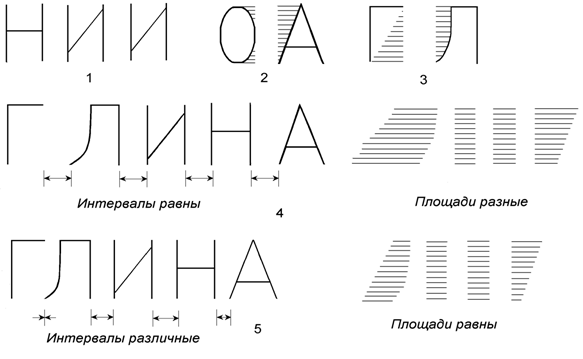 НИИ ОА ГЛ
1 2 3
ГЛИНА
Интервалы равны 4 Площади разные
ГЛИНА
Интервалы различные 5 Площади равны